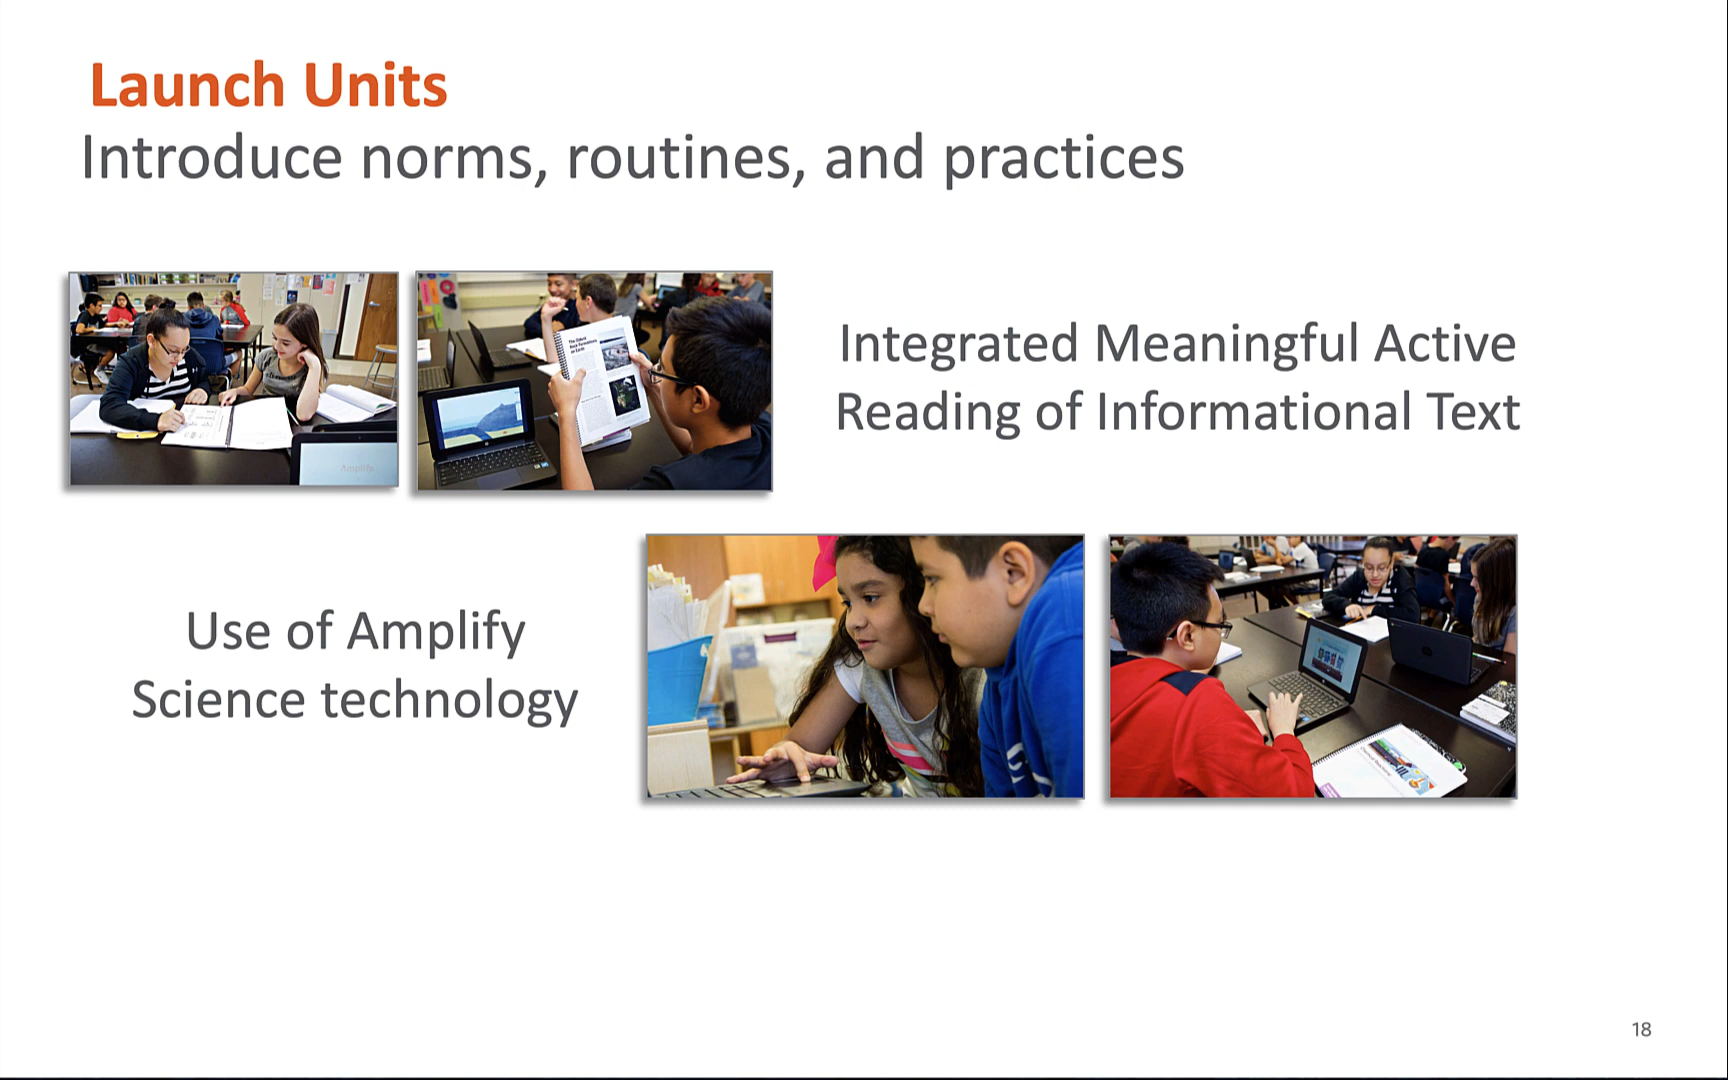 Launch Units
Introduce norms, routines, and practices
Integrated Meaningful Active
Reading of Informational Text
Use of Amplify
Science technology
Amplify.
18